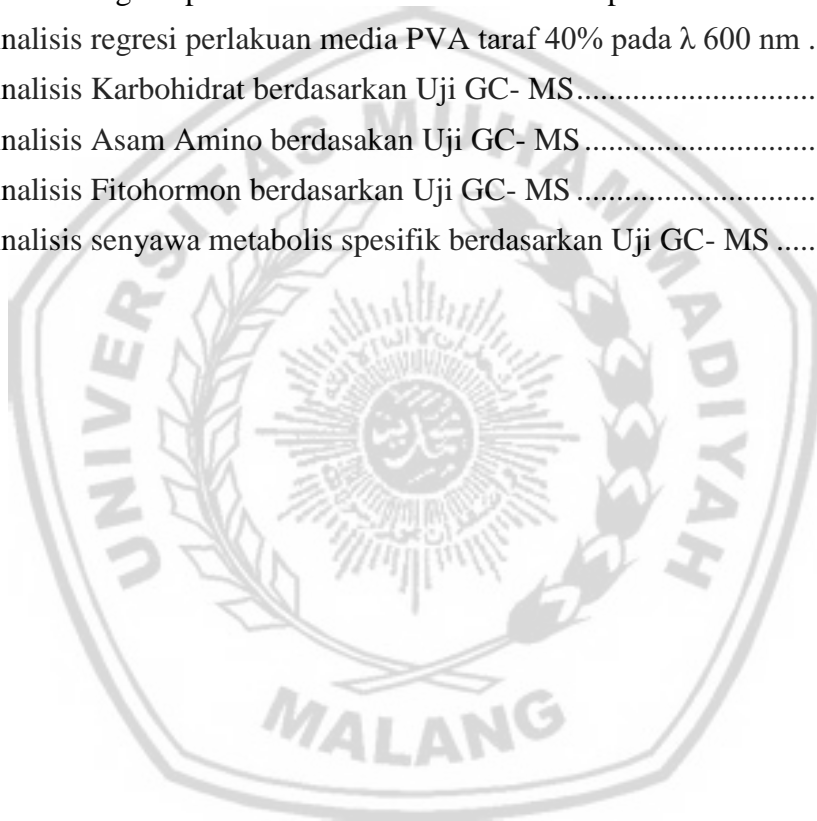 nalisis regresi perlakuan media PVA taraf 40% pada λ 600 nm .
nalisis Karbohidrat berdasarkan Uji GC- MS...........................
nalisis Asam Amino berdasakan Uji GC- MS..........................
nalisis Fitohormon berdasarkan Uji GC- MS ...........................
nalisis senyawa metabolis spesifik berdasarkan Uji GC- MS .....
UNIVERSITAS MUHAMMADIYAH
MALANG